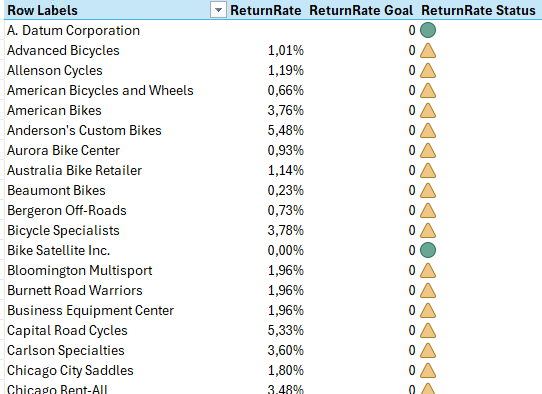 Row Labels ReturnRate ReturnRate Goal ReturnRate Status
A. Datum Corporation 0
Advanced Bicycles 1,01% 0
Allenson Cycles 1,19% 0
American Bicycles and Wheels 0,66% 0
American Bikes 3,76% 0
Anderson's Custom Bikes 5,48% 0
Aurora Bike Center 0,93% 0
Australia Bike Retailer 1,14% 0
Beaumont Bikes 0,23% 0
Bergeron Off-Roads 0,73% 0
Bicycle Specialists 3,78% 0
Bike Satellite Inc. 0,00% 0
Bloomington Multisport 1,96% 0
Burnett Road Warriors 1,96% 0
Business Equipment Center 1,96% 0
Capital Road Cycles 5,33% 0
Carlson Specialties 3,60% 0
Chicago City Saddles 1,80% 0
Chicago Rent-All 3,48% 0